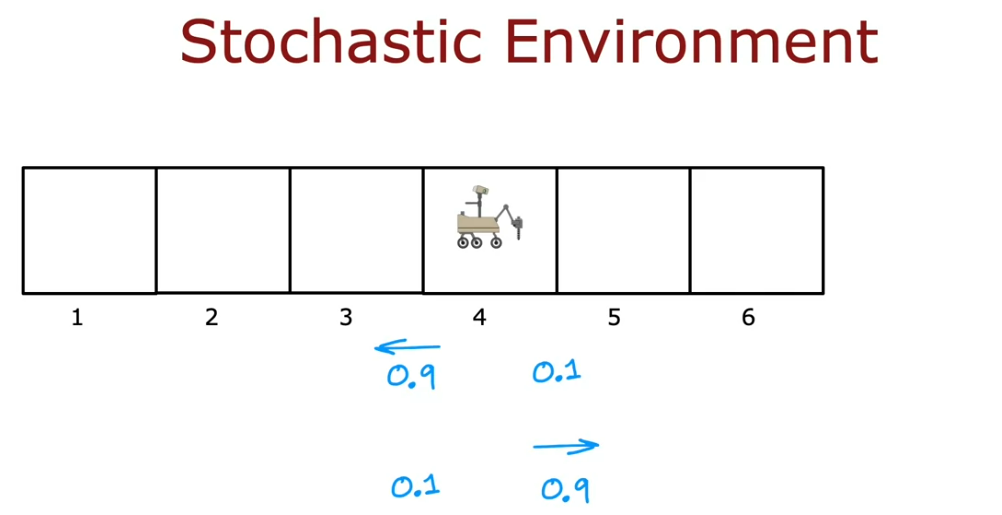 Stochastic Environment
1 2 3 4 5 6
← 
0.9 0.1
→
0.1 0.9